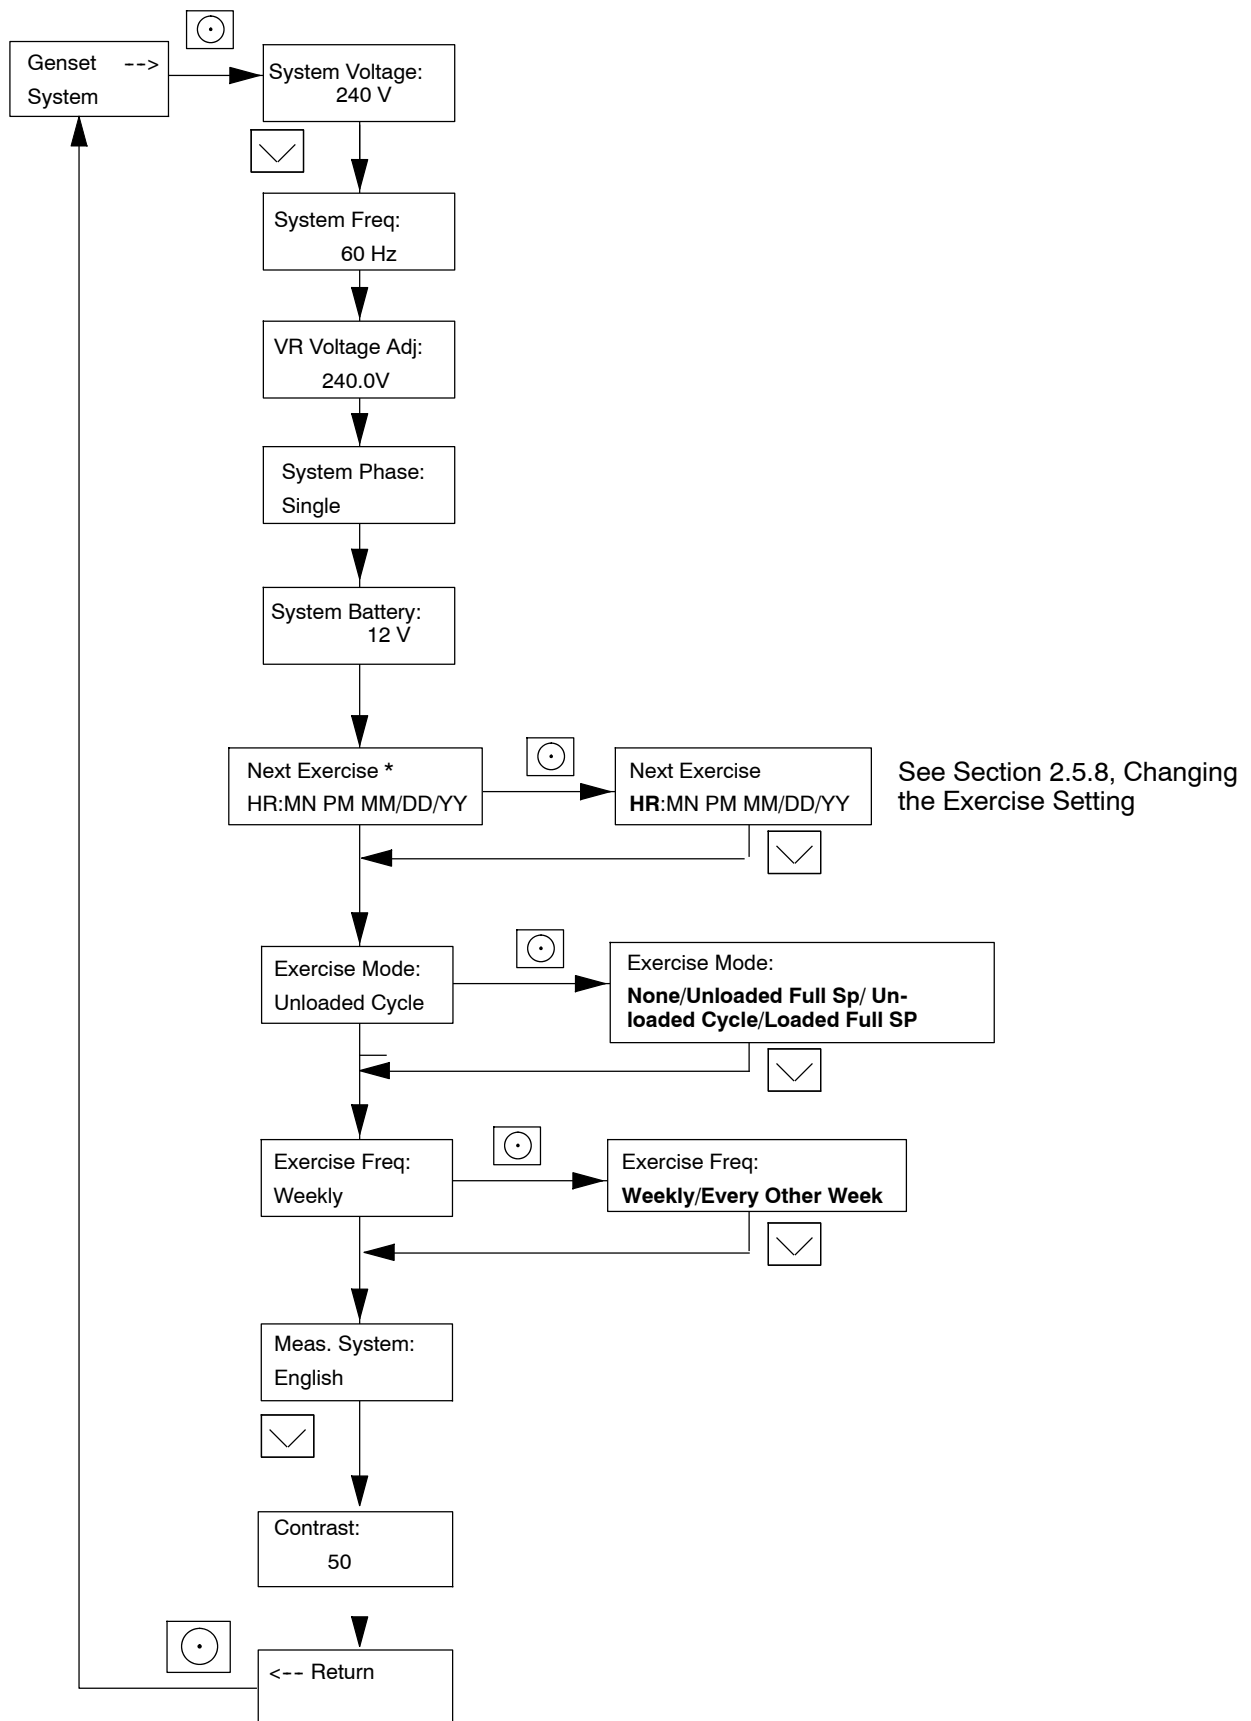 Genset -->
System
System Voltage:
240 V
System Freq:
60 Hz
VR Voltage Adj:
240.0V
System Phase:
Single
System Battery:
12 V
Next Exercise *
HR:MN PM MM/DD/YY
Next Exercise
HR:MN PM MM/DD/YY
See Section 2.5.8, Changing
the Exercise Setting
Exercise Mode:
Unloaded Cycle
Exercise Mode:
None/Unloaded Full Sp/ Un-
loaded Cycle/Loaded Full SP
Exercise Freq:
Weekly
Exercise Freq:
Weekly/Every Other Week
Meas. System:
English
Contrast:
50
<-- Return